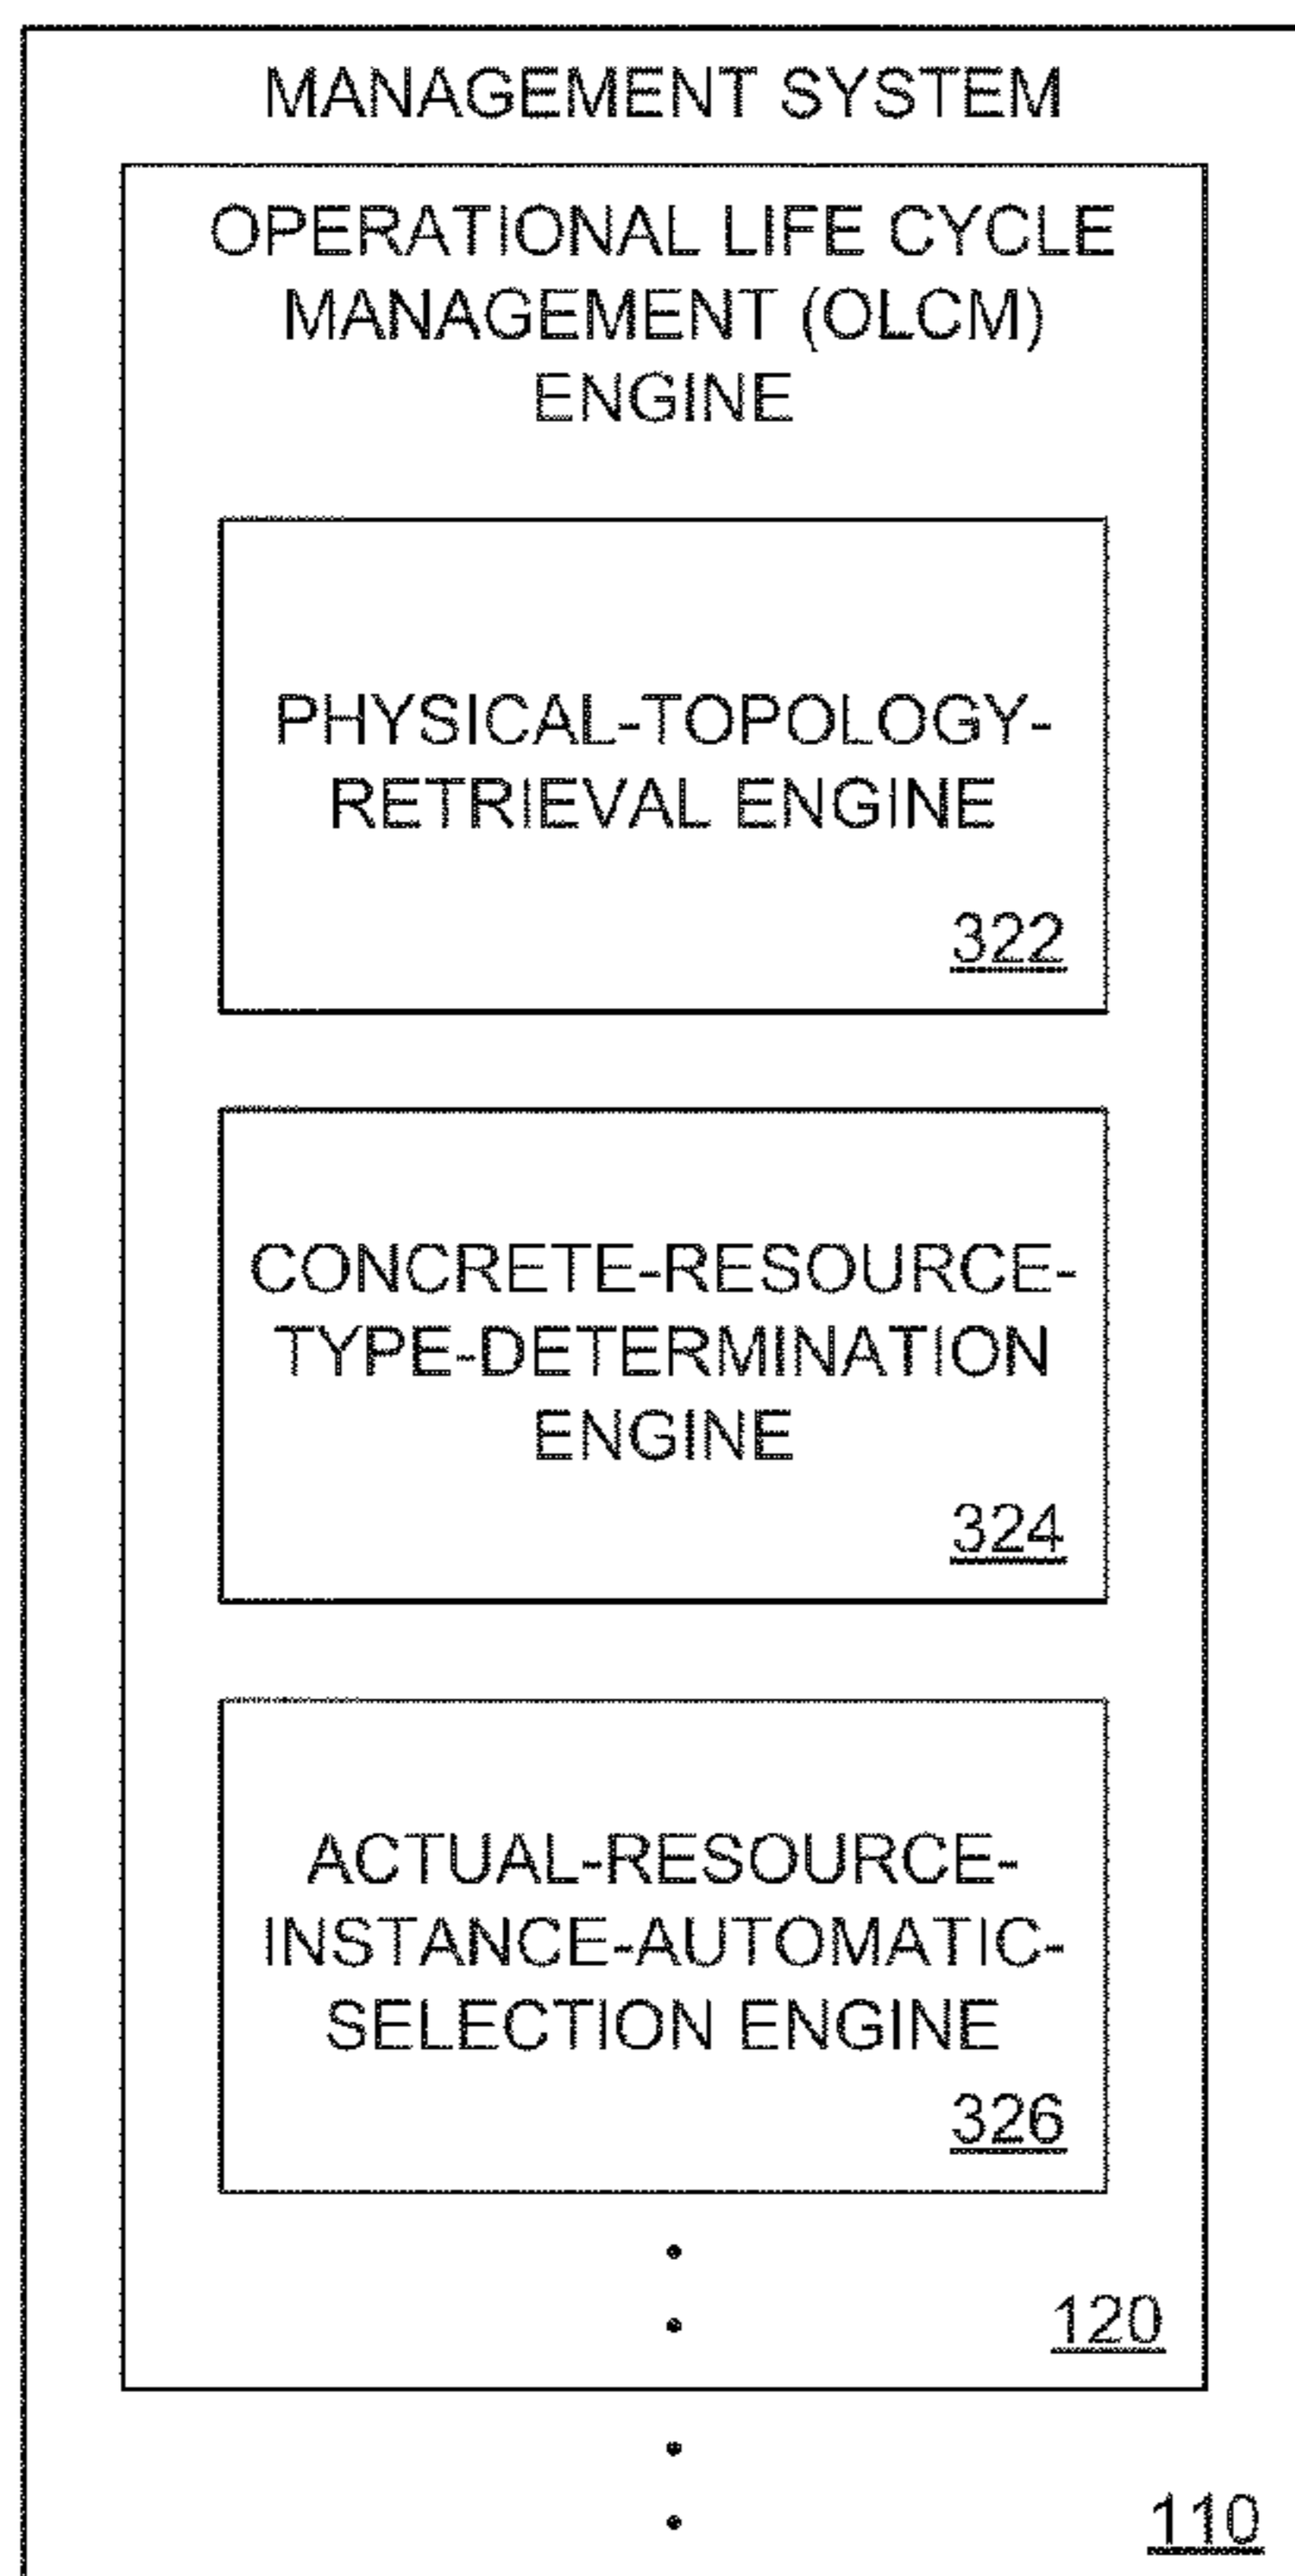 MANAGEMENT SYSTEM
OPERATIONAL LIFE CYCLE
MANAGEMENT (OLCM)
ENGINE
PHYSICAL-TOPOLOGY-
RETRIEVAL ENGINE
322
CONCRETE-RESOURCE-
TYPE-DETERMINATION
ENGINE
324
ACTUAL-RESOURCE-
INSTANCE-AUTOMATIC-
SELECTION ENGINE
326
120
110